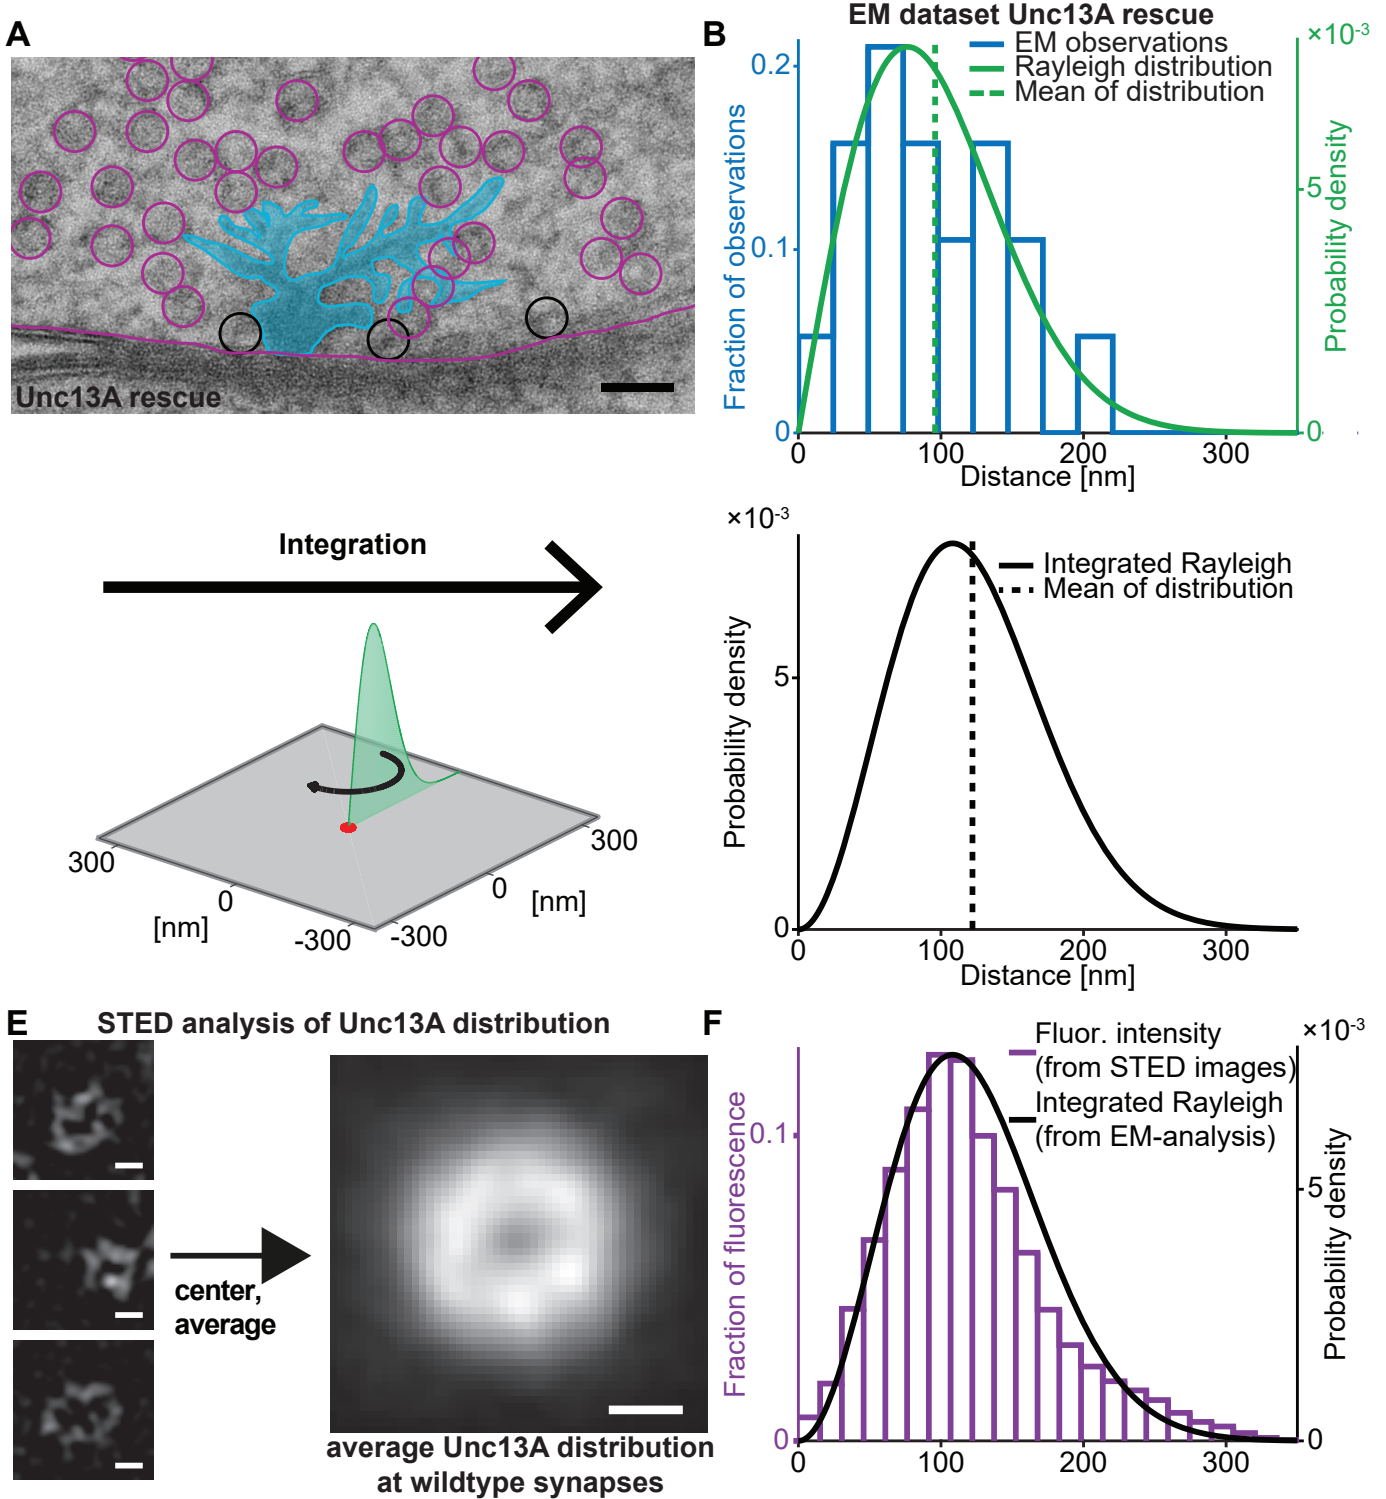 A
Unc13A rescue
B
EM dataset Unc13A rescue
×10-3
EM observations
Rayleigh distribution
Mean of distribution
0.2
0.1
0
Fraction of observations
5
0
Probability density
0
100
200
300
Distance [nm]
Integration
300
0
-300
[nm]
-300
0
300
[nm]
×10-3
Integrated Rayleigh
Mean of distribution
5
0
Probability density
0
100
200
300
Distance [nm]
E
STED analysis of Unc13A distribution
center,
average
average Unc13A distribution
at wildtype synapses
F
Fluor. intensity
(from STED images)
Integrated Rayleigh
(from EM-analysis)
×10-3
0.1
0
Fraction of fluorescence
5
0
Probability density
0
100
200
300